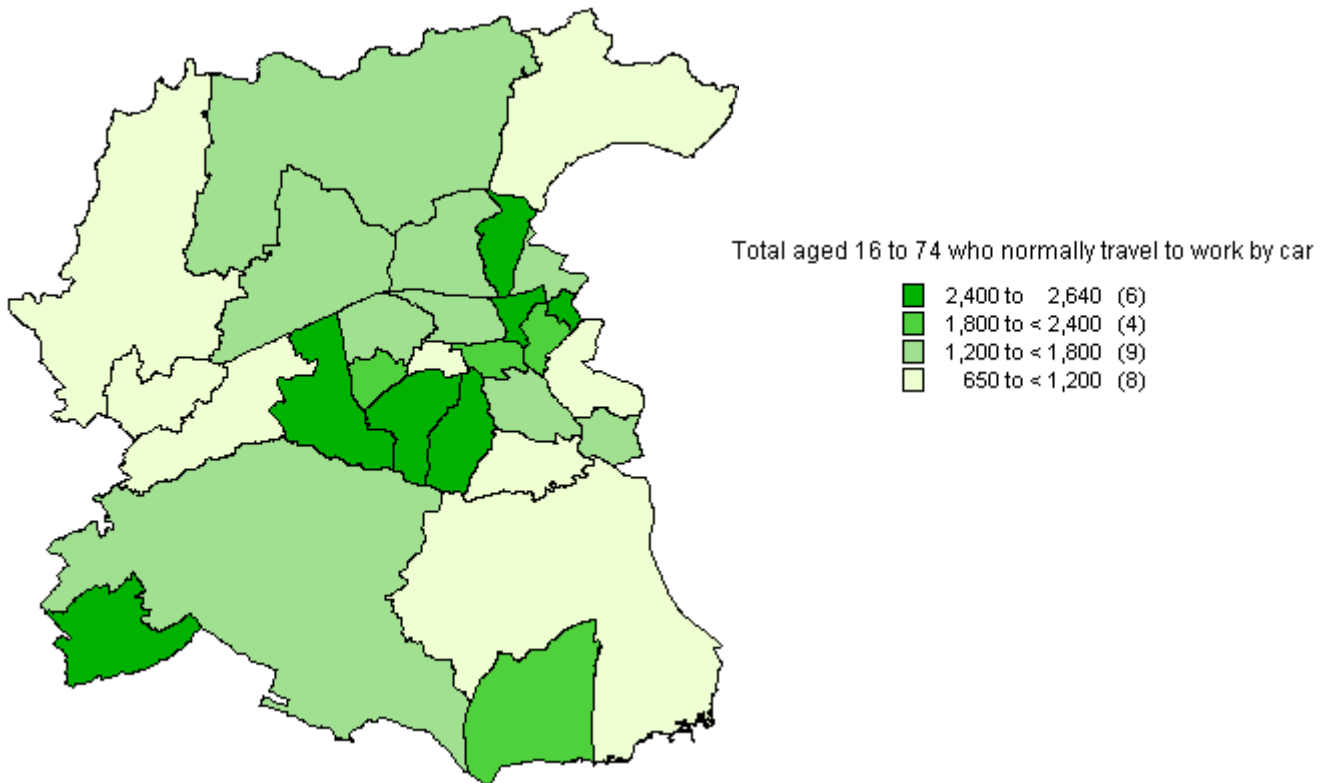 Total aged 16 to 74 who normally travel to work by car
2,400 to 2,640 (6)
1,800 to < 2,400 (4)
1,200 to < 1,800 (9)
650 to < 1,200 (8)